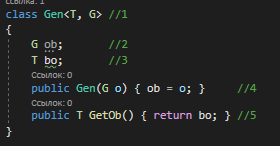 Ссылка: 1
class Gen<T, G> //1
{
G ob; //2
T bo; //3
Ссылок: 0
public Gen(G o) { ob = o; } //4
Ссылок: 0
public T GetOb() { return bo; } //5
}